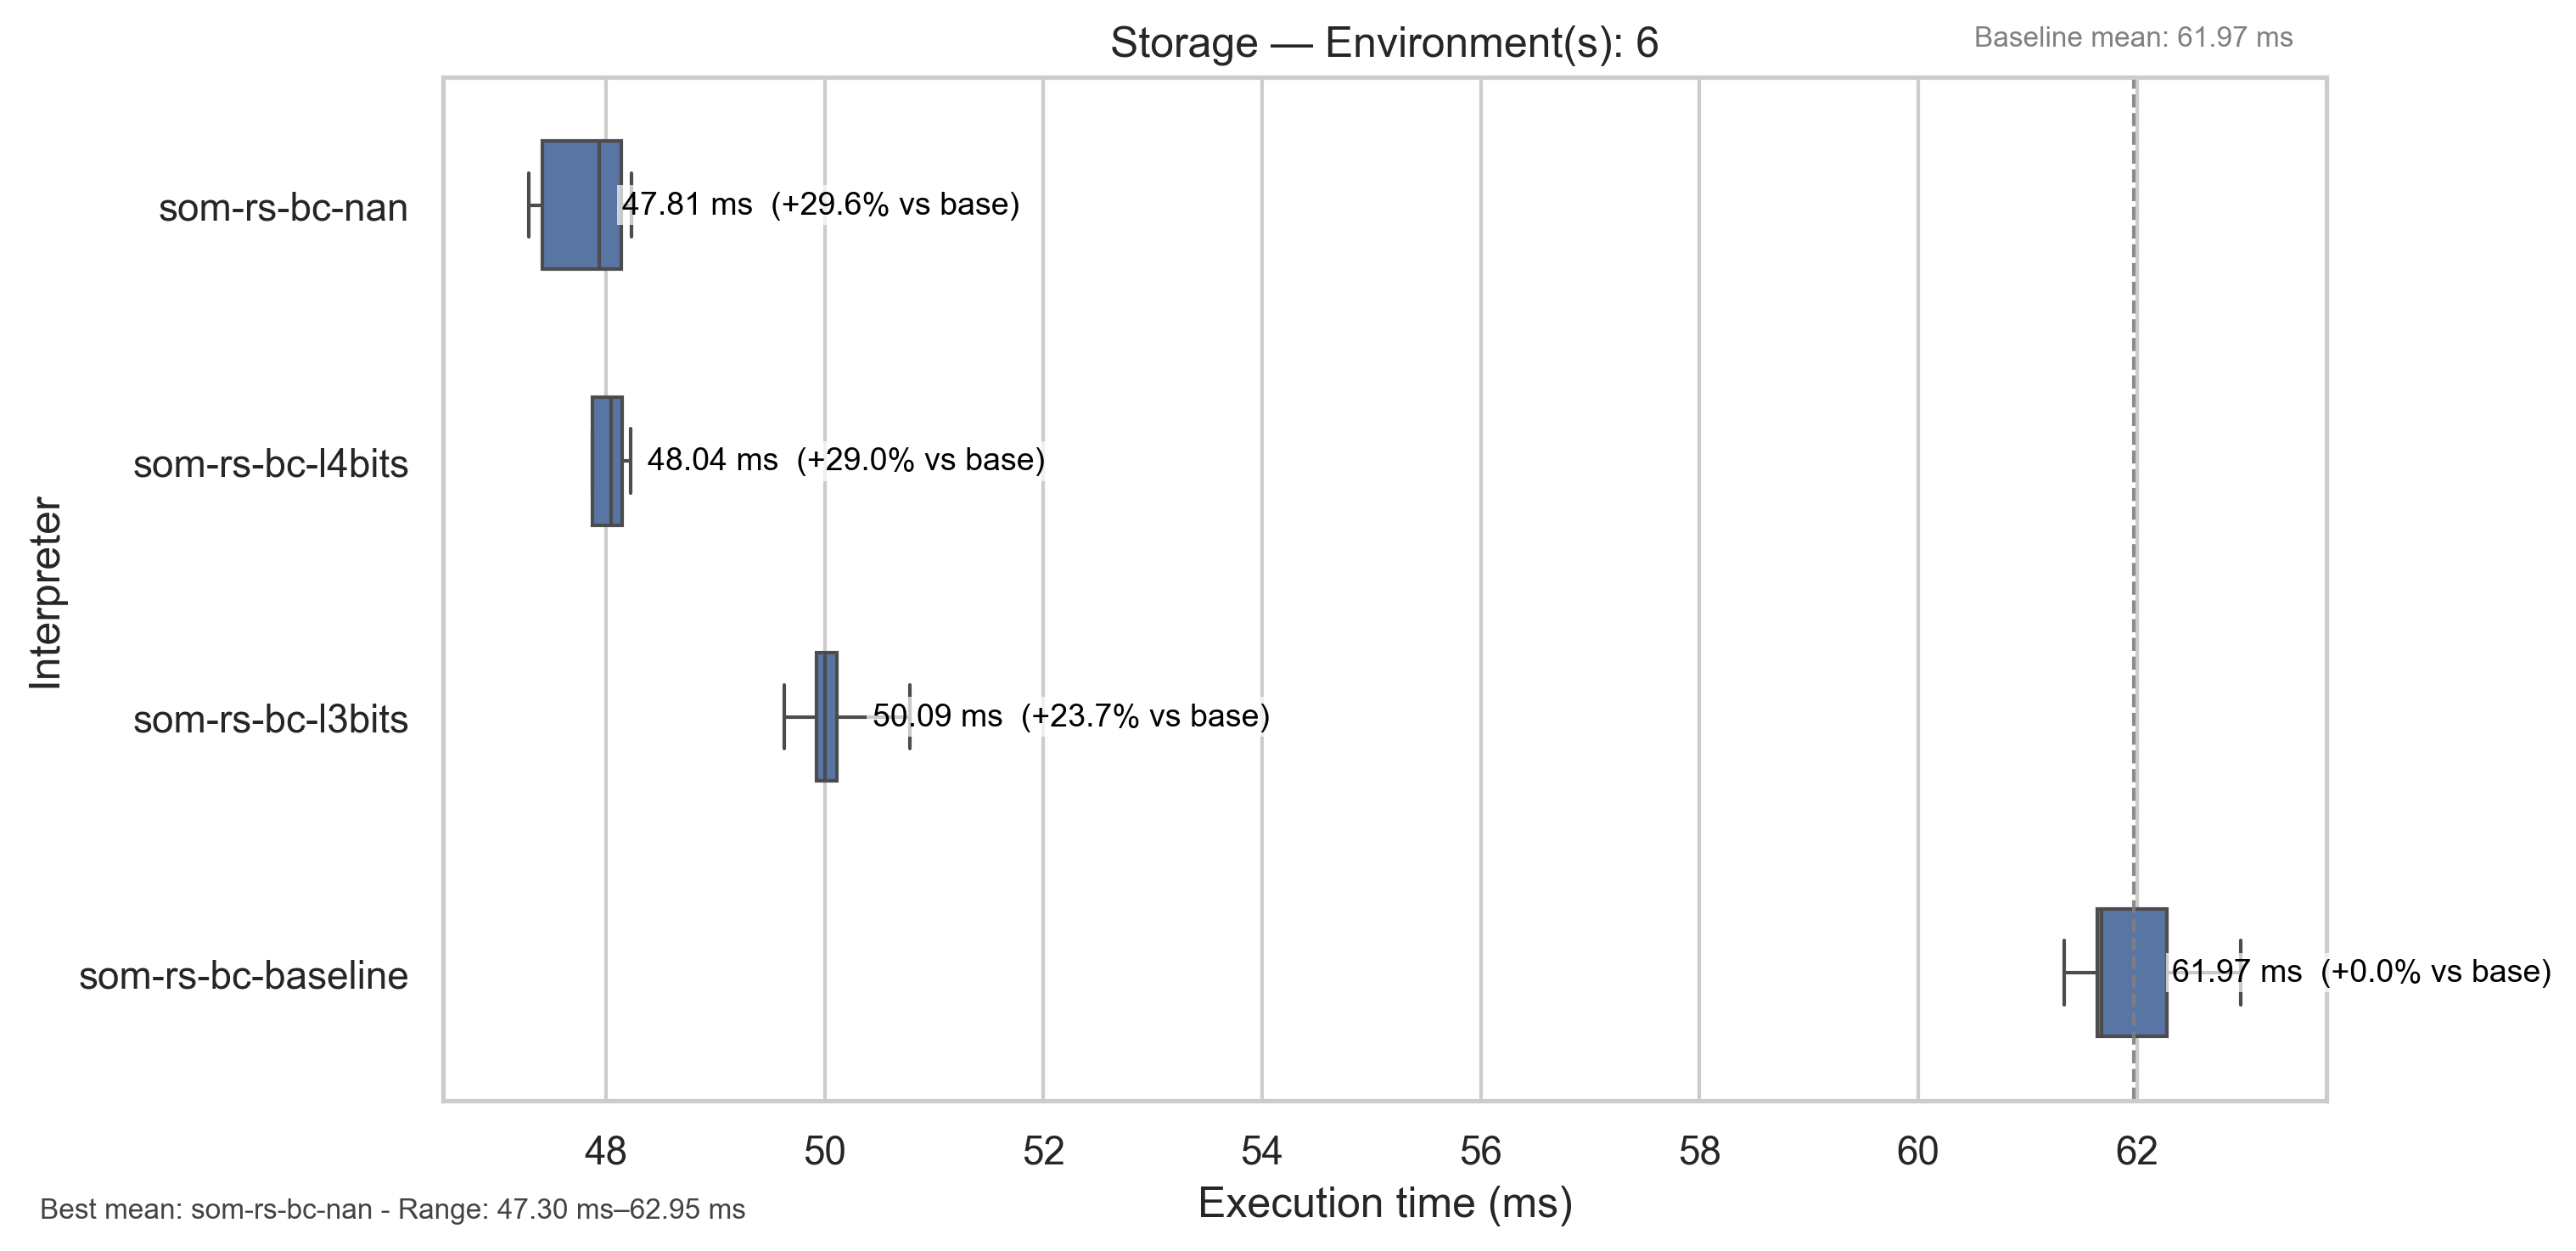 Storage — Environment(s): 6
Baseline mean: 61.97 ms
som-rs-bc-nan
47.81 ms  (+29.6% vs base)
som-rs-bc-l4bits
48.04 ms  (+29.0% vs base)
Interpreter
som-rs-bc-l3bits
50.09 ms  (+23.7% vs base)
som-rs-bc-baseline
61.97 ms  (+0.0% vs base)
48 50 52 54 56 58 60 62
Execution time (ms)
Best mean: som-rs-bc-nan - Range: 47.30 ms–62.95 ms